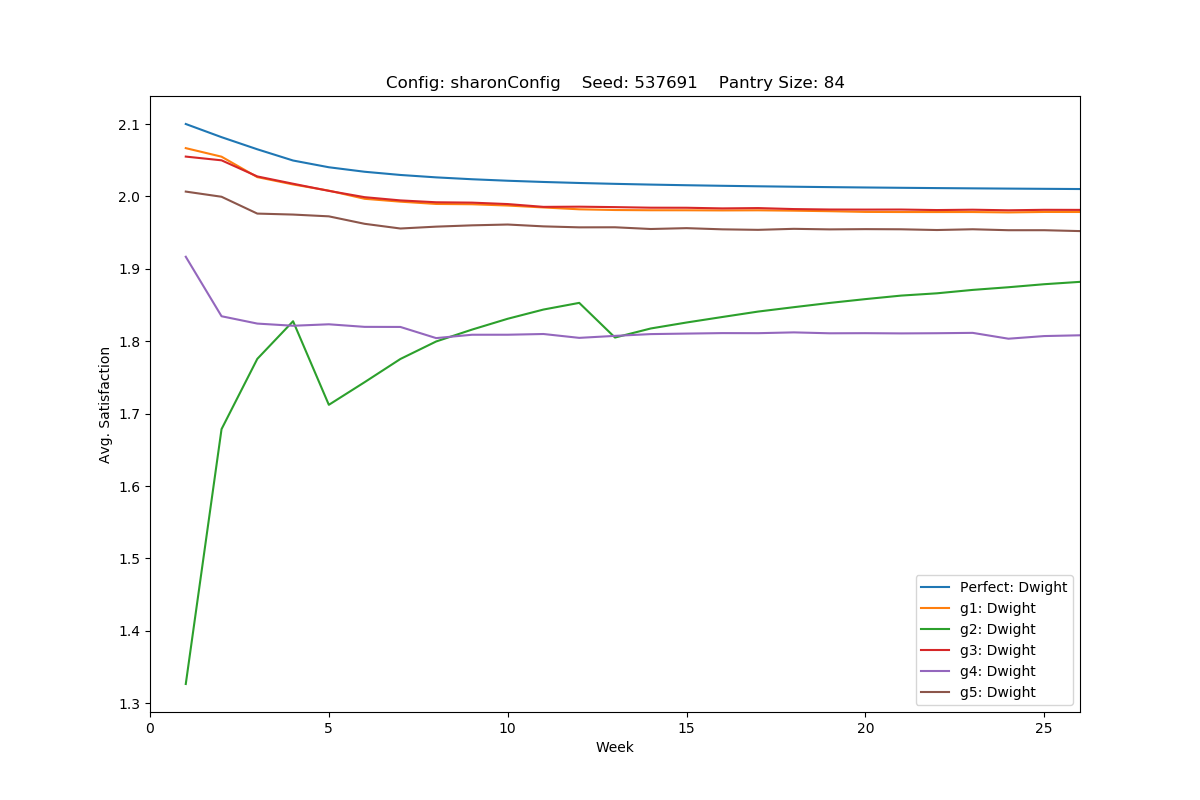 Config: sharonConfig    Seed: 537691    Pantry Size: 84
Avg. Satisfaction
2.1
2.0
1.9
1.8
1.7
1.6
1.5
1.4
1.3
0
5
10
15
20
25
Week
Perfect: Dwight
g1: Dwight
g2: Dwight
g3: Dwight
g4: Dwight
g5: Dwight